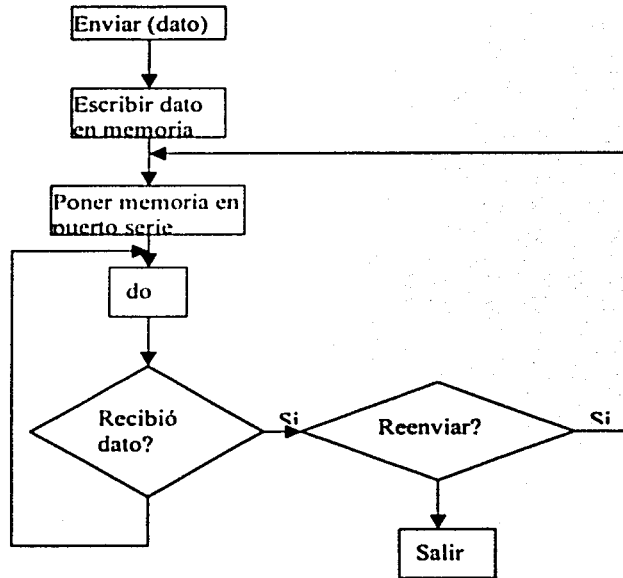 Enviar (dato)
Escribir dato
en memoria
Poner memoria en
puerto serie
do
Recibió
dato?
Si
Reenviar?
Si
Salir